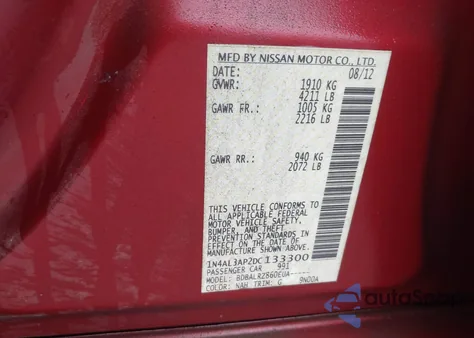 MFD BY NISSAN MOTOR CO., LTD.
DATE: 08/12
GVWR: 1910 KG
4211 LB
GAWR FR.: 1005 KG
2216 LB
GAWR RR.: 940 KG
2072 LB
THIS VEHICLE CONFORMS TO
ALL APPLICABLE FEDERAL
MOTOR VEHICLE SAFETY,
BUMPER, AND THEFT
PREVENTION STANDARDS IN
EFFECT ON THE DATE OF
MANUFACTURE SHOWN ABOVE.
1N4AL3AP2DC133300
PASSENGER CAR 991
MODEL: BDBALRZ860EUA
COLOR: NAH TRIM: G 9N00A